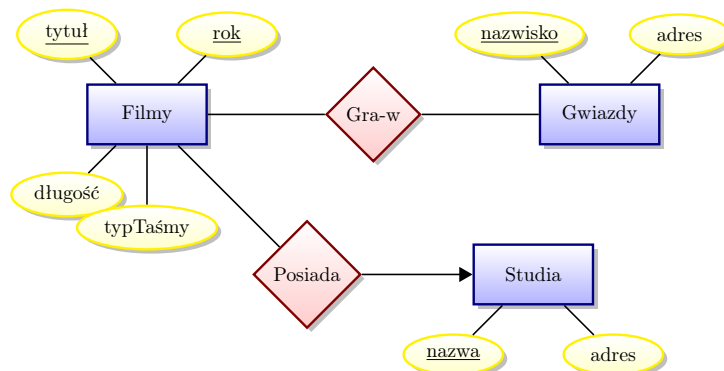 tytuł
rok
nazwisko
adres
Filmy
Gra-w
Gwiazdy
długość
typTaśmy
Posiada
Studia
nazwa
adres